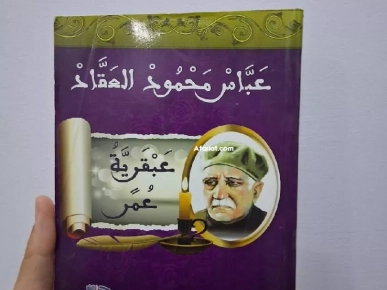 عَبَّاسْ مَحْمُودْ العَقَّادْ
عَبْقَرِيَّةُ
عُمَرْ